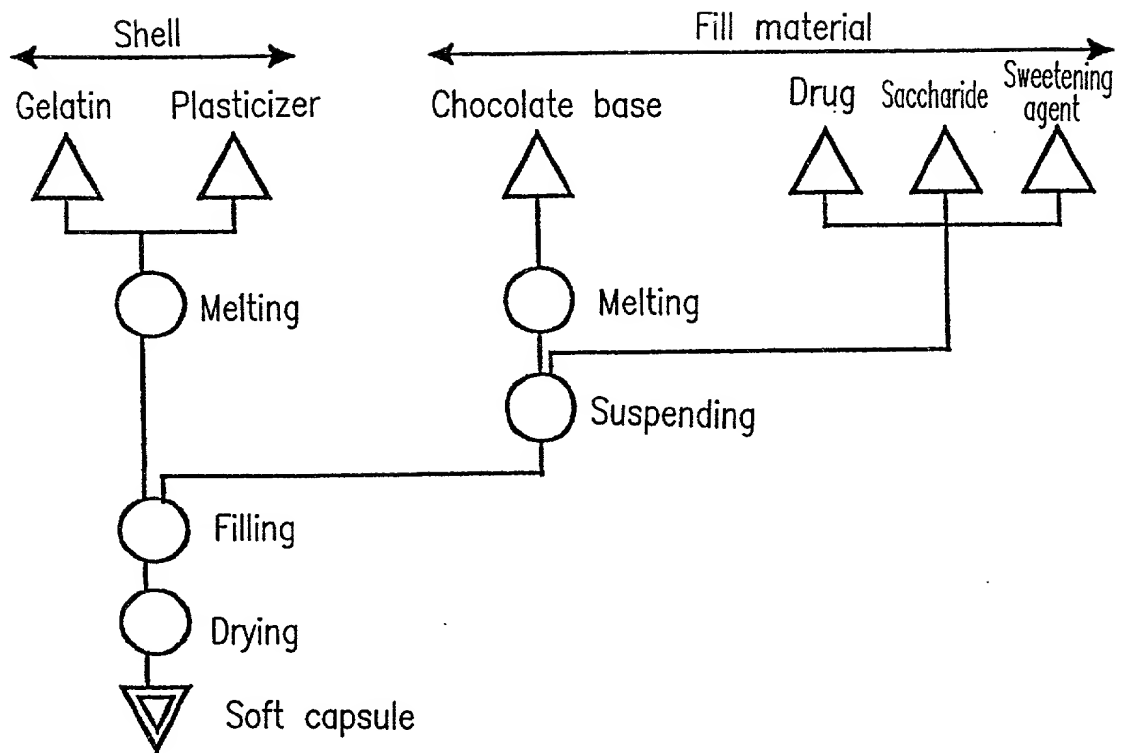 Shell
Fill material
Gelatin
Plasticizer
Chocolate base
Drug
Saccharide
Sweetening
agent
Melting
Melting
Suspending
Filling
Drying
Soft capsule